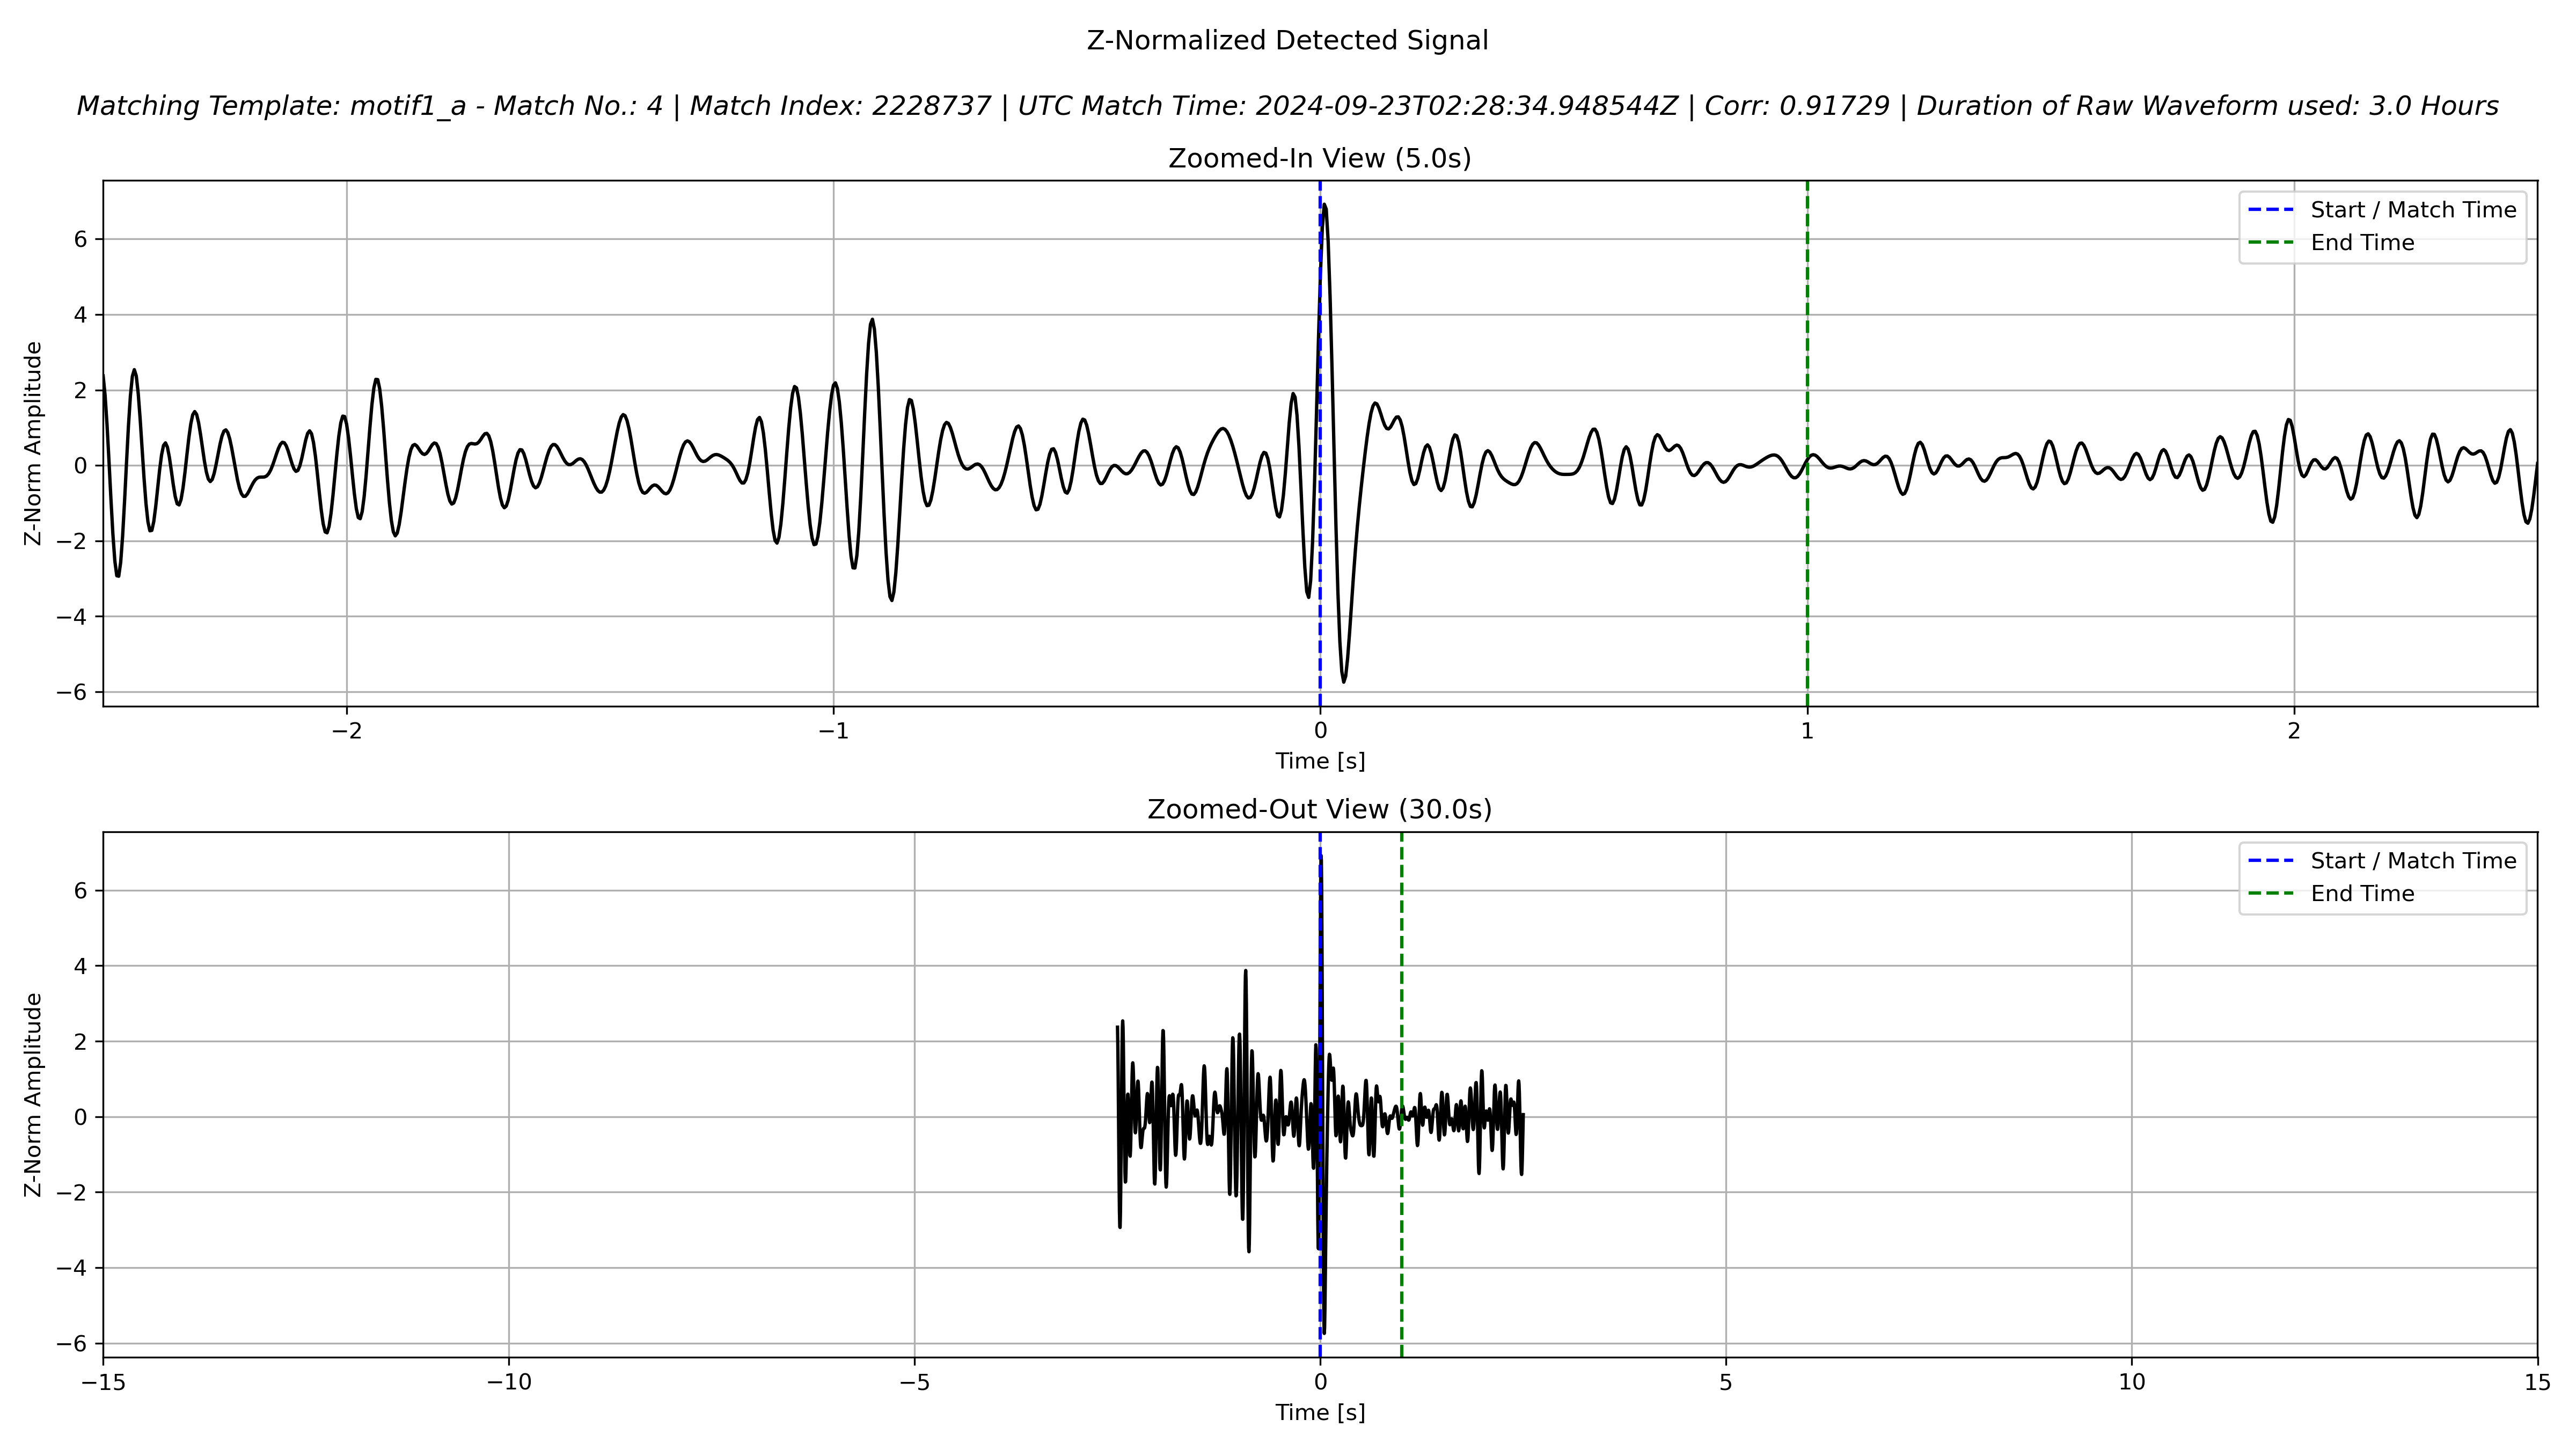 Z-Normalized Detected Signal
Matching Template: motif1_a - Match No.: 4 | Match Index: 2228737 | UTC Match Time: 2024-09-23T02:28:34.948544Z | Corr: 0.91729 | Duration of Raw Waveform used: 3.0 Hours
Zoomed-In View (5.0s)
Start / Match Time
End Time
6
4
2
0
−2
−4
−6
Z-Norm Amplitude
−2 −1 0 1 2
Time [s]
Zoomed-Out View (30.0s)
Start / Match Time
End Time
6
4
2
0
−2
−4
−6
Z-Norm Amplitude
−15 −10 −5 0 5 10 15
Time [s]